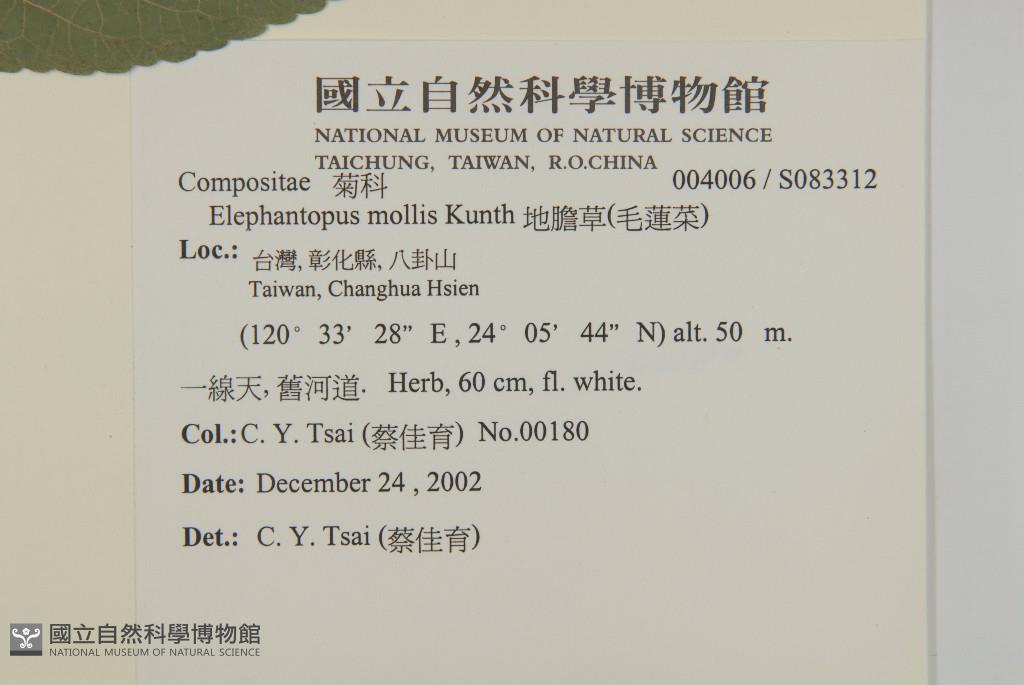 國立自然科學博物館
NATIONAL MUSEUM OF NATURAL SCIENCE
TAICHUNG, TAIWAN, R.O.CHINA
Compositae 菊科 004006 / S083312
Elephantopus mollis Kunth 地膽草(毛蓮菜)
Loc.: 台灣, 彰化縣, 八卦山
Taiwan, Changhua Hsien
(120° 33’ 28” E , 24° 05’ 44” N) alt. 50 m.
一線天, 舊河道. Herb, 60 cm, fl. white.
Col.: C. Y. Tsai (蔡佳育) No.00180
Date: December 24 , 2002
Det.: C. Y. Tsai (蔡佳育)
國立自然科學博物館
NATIONAL MUSEUM OF NATURAL SCIENCE